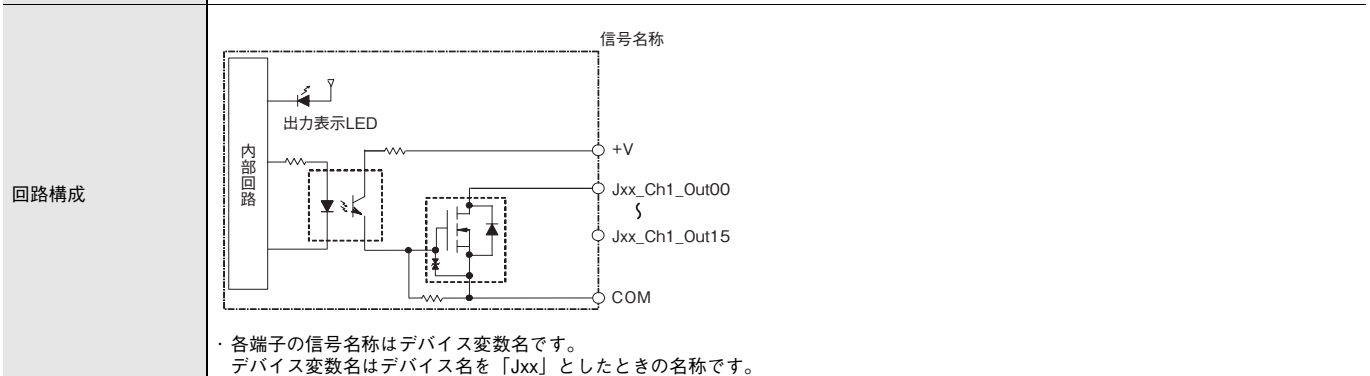 回路構成
信号名称
出力表示LED
内部回路
+V
Jxx_Ch1_Out00
〜
Jxx_Ch1_Out15
COM
・各端子の信号名称はデバイス変数名です。
デバイス変数名はデバイス名を「Jxx」としたときの名称です。